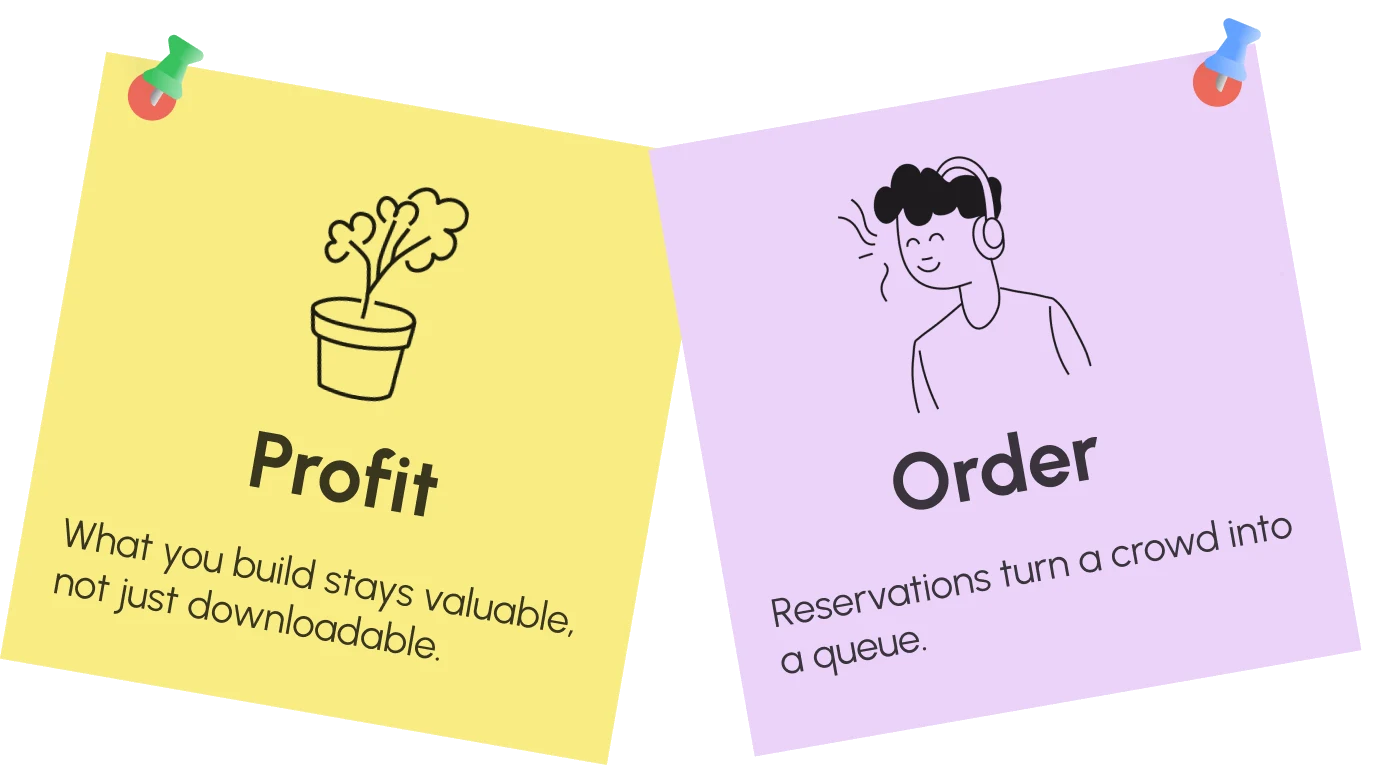 Profit
What you build stays valuable,
not just downloadable.
Order
Reservations turn a crowd into
a queue.